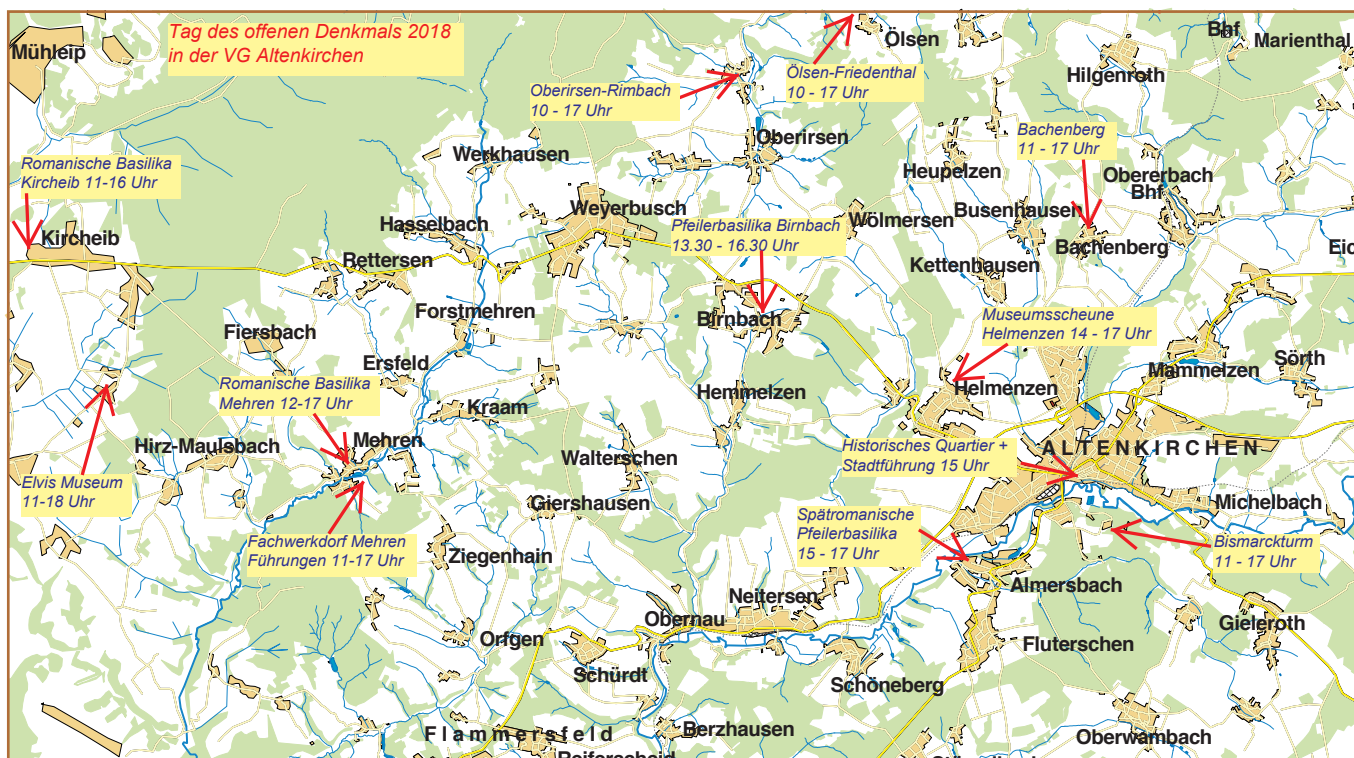 Tag des offenen Denkmals 2018
in der VG Altenkirchen
Mühleip
Ölsen
Bhf
Marienthal
Hilgenroth
Ölsen-Friedenthal
10 - 17 Uhr
Oberirsen-Rimbach
10 - 17 Uhr
Oberirsen
Bachenberg
11 - 17 Uhr
Romanische Basilika
Kircheib 11-16 Uhr
Werkhausen
Heupelzen
Obererbach
Bhf
Weyerbusch
Hasselbach
Pfeilerbasilika Birnbach
13.30 - 16.30 Uhr
Wölmersen
Busenhausen
Kircheib
Rettersen
Bachenberg
Kettenhausen
Forstmehren
Birnbach
Museumsscheune
Helmenzen 14 - 17 Uhr
Fiersbach
Ersfeld
Mammelzen
Sörth
Romanische Basilika
Mehren 12-17 Uhr
Hemmelzen
Helmenzen
Kraam
Hirz-Maulsbach
Mehren
Walterschen
Historisches Quartier +
Stadtführung 15 Uhr
ALTENKIRCHEN
Elvis Museum
11-18 Uhr
Giershausen
Michelbach
Spätromanische
Pfeilerbasilika
15 - 17 Uhr
Fachwerkdorf Mehren
Führungen 11-17 Uhr
Bismarckturm
11 - 17 Uhr
Ziegenhain
Almersbach
Neitersen
Obernau
Gieleroth
Orfgen
Fluterschen
Schürdt
Schöneberg
Flammersfeld
Berzhausen
Oberwambach
Reiferscheid